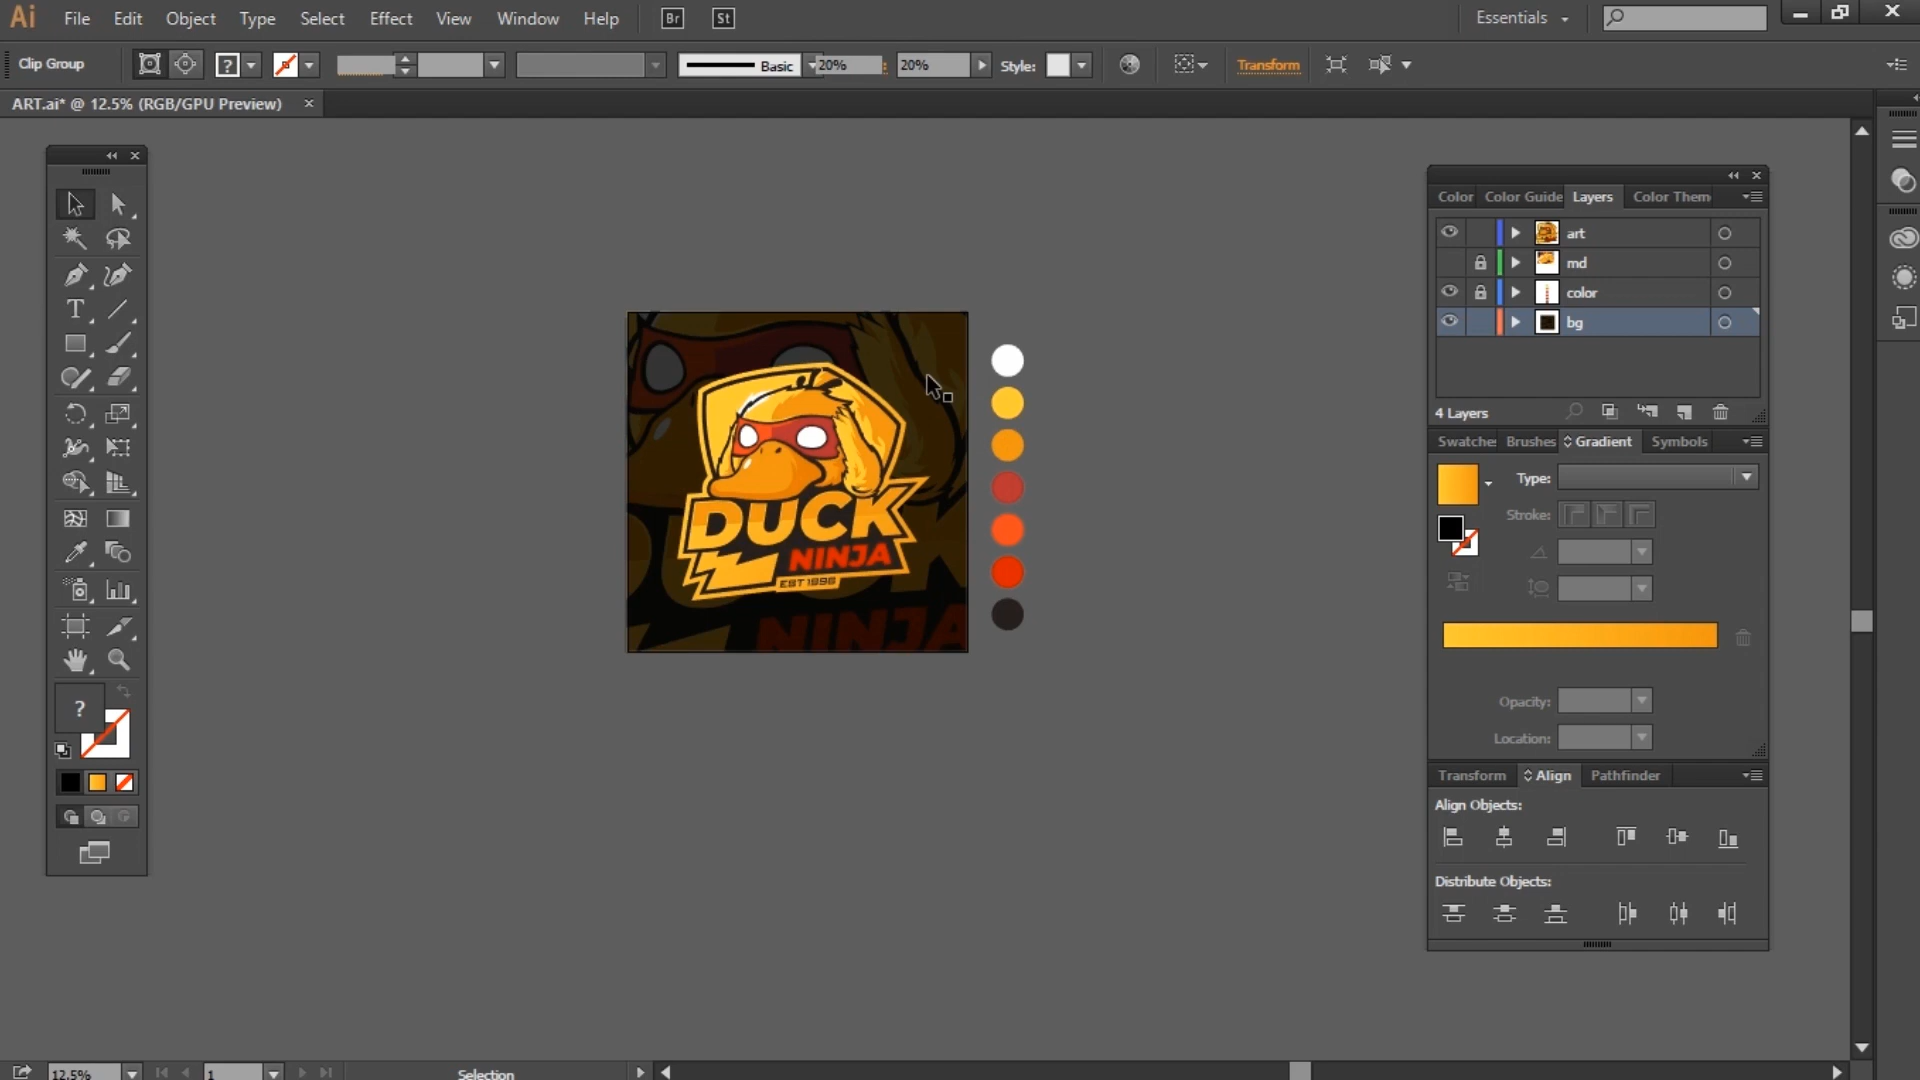 Ai File Edit Object Type Select Effect View Window Help Br St Essentials
Clip Group ? Basic 20% : 20% Style: Transform
ART.ai* @ 12.5% (RGB/GPU Preview)
Color Color Guide Layers Color Them
art
md
color
bg
4 Layers
Swatche Brushes Gradient Symbols
Type:
Stroke:
Opacity:
Location:
Transform Align Pathfinder
Align Objects:
Distribute Objects:
T
?
DUCK
NINJA
EST 1998
NINJA
12.5% 1 Selection